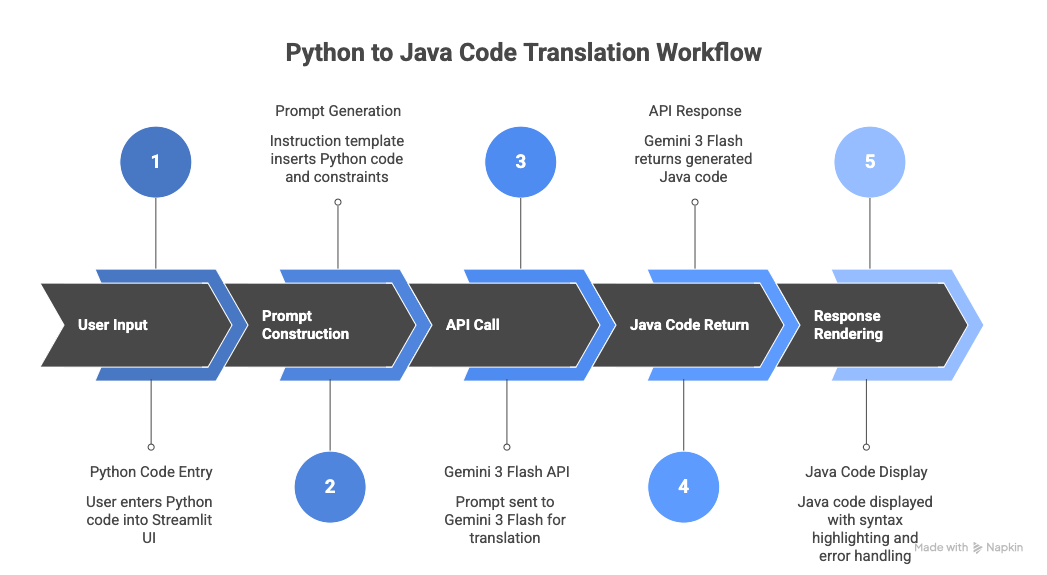 Python to Java Code Translation Workflow
Prompt Generation
Instruction template
inserts Python code
and constraints
API Response
Gemini 3 Flash
returns generated
Java code
1
3
5
User Input
Prompt
Construction
API Call
Java Code Return
Response
Rendering
Python Code Entry
User enters Python
code into Streamlit
UI
2
Gemini 3 Flash API
Prompt sent to
Gemini 3 Flash for
translation
4
Java Code Display
Java code displayed
with syntax
highlighting and
error handling
Made with Napkin